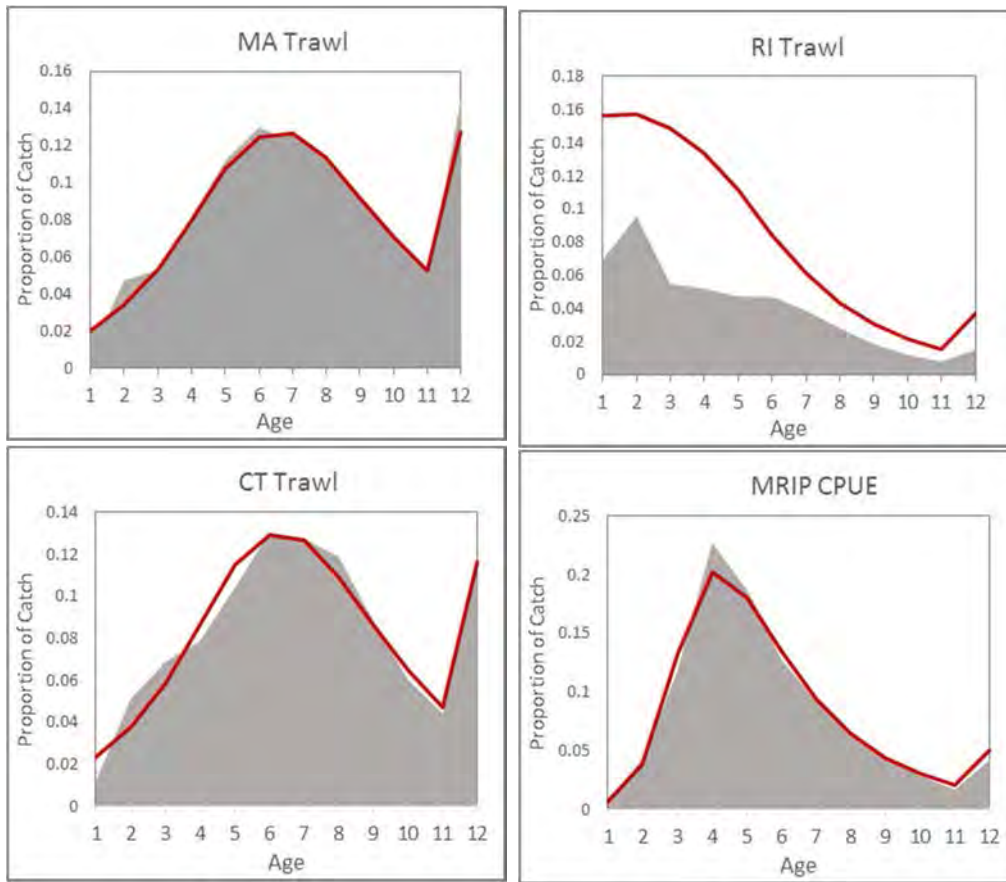 MA Trawl
Proportion of Catch
0.16
0.14
0.12
0.1
0.08
0.06
0.04
0.02
0
1 2 3 4 5 6 7 8 9 10 11 12
Age
RI Trawl
Proportion of Catch
0.18
0.16
0.14
0.12
0.1
0.08
0.06
0.04
0.02
0
1 2 3 4 5 6 7 8 9 10 11 12
Age
CT Trawl
Proportion of Catch
0.14
0.12
0.1
0.08
0.06
0.04
0.02
0
1 2 3 4 5 6 7 8 9 10 11 12
Age
MRIP CPUE
Proportion of Catch
0.25
0.2
0.15
0.1
0.05
0
1 2 3 4 5 6 7 8 9 10 11 12
Age